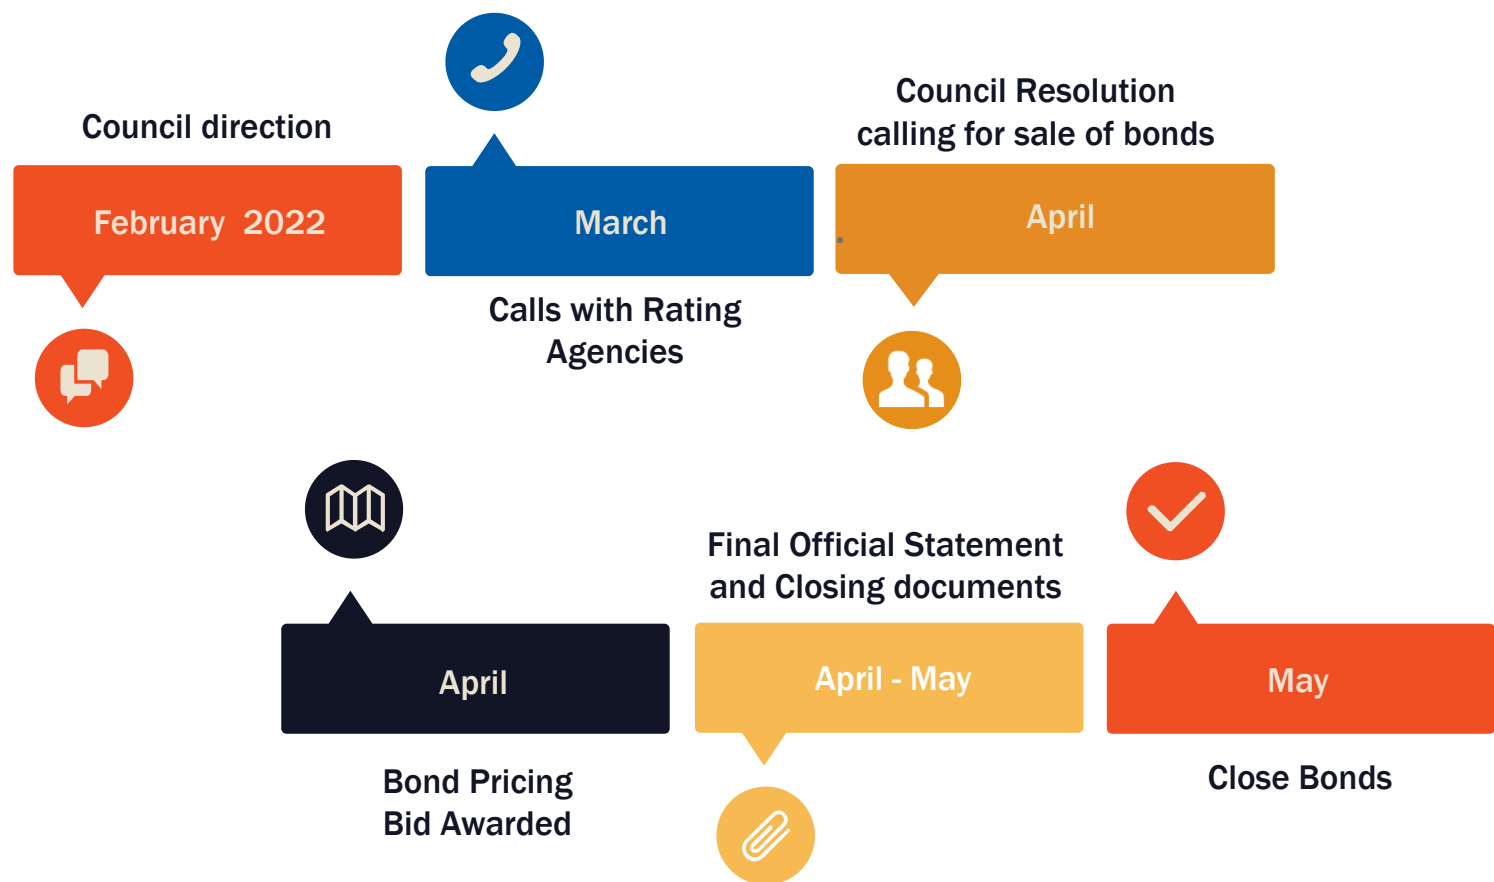 Council direction
February 2022
March
Calls with Rating
Agencies
Council Resolution
calling for sale of bonds
April
April
Bond Pricing
Bid Awarded
Final Official Statement
and Closing documents
April - May
May
Close Bonds